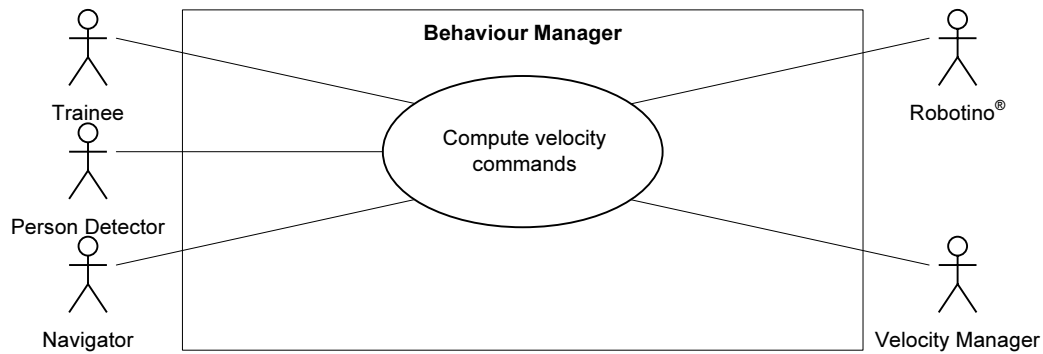 Behaviour Manager
Trainee
Robotino®
Compute velocity
commands
Person Detector
Navigator
Velocity Manager